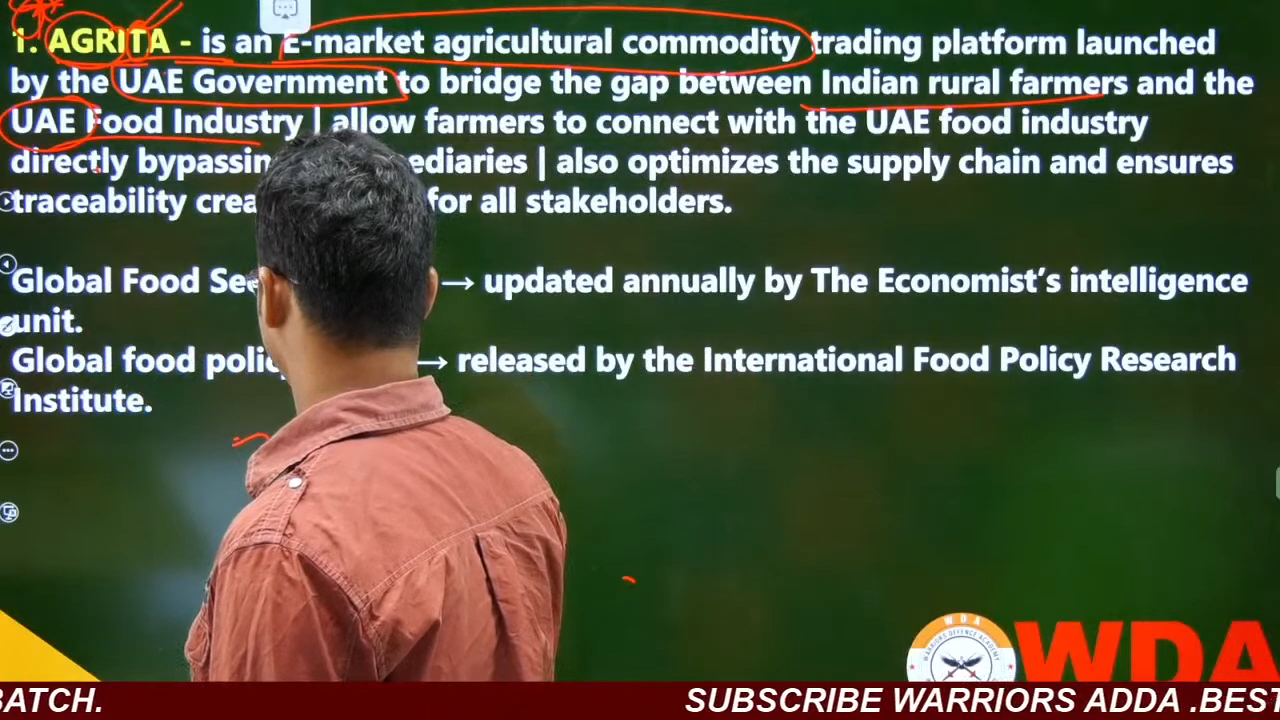 1. AGRITA - is an E-market agricultural commodity trading platform launched
by the UAE Government to bridge the gap between Indian rural farmers and the
UAE Food Industry | allow farmers to connect with the UAE food industry
directly bypassin ediaries | also optimizes the supply chain and ensures
traceability crea for all stakeholders.
Global Food Se → updated annually by The Economist's intelligence
unit.
Global food polic → released by the International Food Policy Research
Institute.
WDA
WARRIORS DEFENCE ACADEMY
WDA
BATCH.
SUBSCRIBE WARRIORS ADDA .BEST